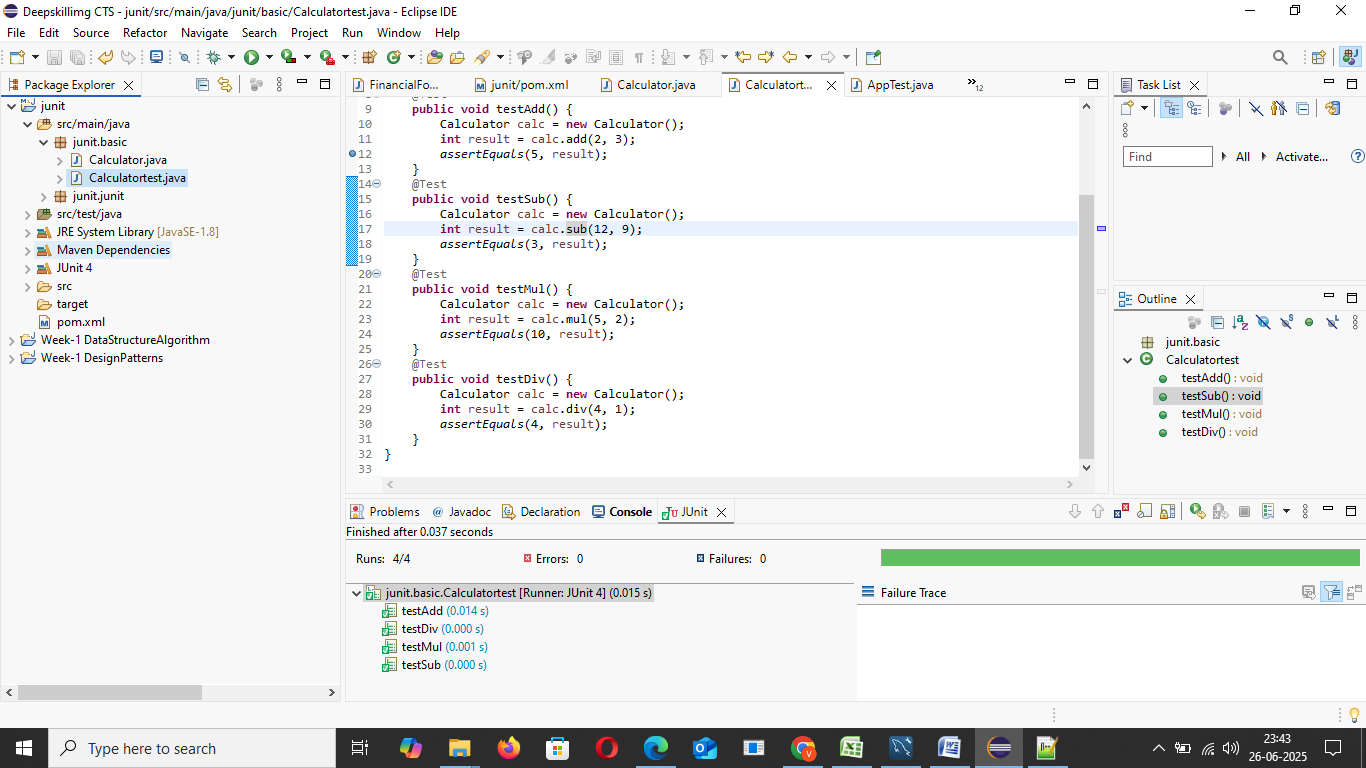 Deepskillimg CTS - junit/src/main/java/junit/basic/Calculatortest.java - Eclipse IDE
File Edit Source Refactor Navigate Search Project Run Window Help
Package Explorer
junit
src/main/java
junit.basic
Calculator.java
Calculatortest.java
junit.junit
src/test/java
JRE System Library [JavaSE-1.8]
Maven Dependencies
JUnit 4
src
target
pom.xml
Week-1 DataStructureAlgorithm
Week-1 DesignPatterns
FinancialFo... junit/pom.xml Calculator.java Calculatort... AppTest.java »12
9 public void testAdd() {
10 Calculator calc = new Calculator();
11 int result = calc.add(2, 3);
12 assertEquals(5, result);
13 }
14 @Test
15 public void testSub() {
16 Calculator calc = new Calculator();
17 int result = calc.sub(12, 9);
18 assertEquals(3, result);
19 }
20 @Test
21 public void testMul() {
22 Calculator calc = new Calculator();
23 int result = calc.mul(5, 2);
24 assertEquals(10, result);
25 }
26 @Test
27 public void testDiv() {
28 Calculator calc = new Calculator();
29 int result = calc.div(4, 1);
30 assertEquals(4, result);
31 }
32 }
33
Task List
Find All Activate...
Outline
junit.basic
Calculatortest
testAdd() : void
testSub() : void
testMul() : void
testDiv() : void
Problems Javadoc Declaration Console JUnit
Finished after 0.037 seconds
Runs: 4/4 Errors: 0 Failures: 0
junit.basic.Calculatortest [Runner: JUnit 4] (0.015 s)
testAdd (0.014 s)
testDiv (0.000 s)
testMul (0.001 s)
testSub (0.000 s)
Failure Trace
Type here to search
23:43
26-06-2025